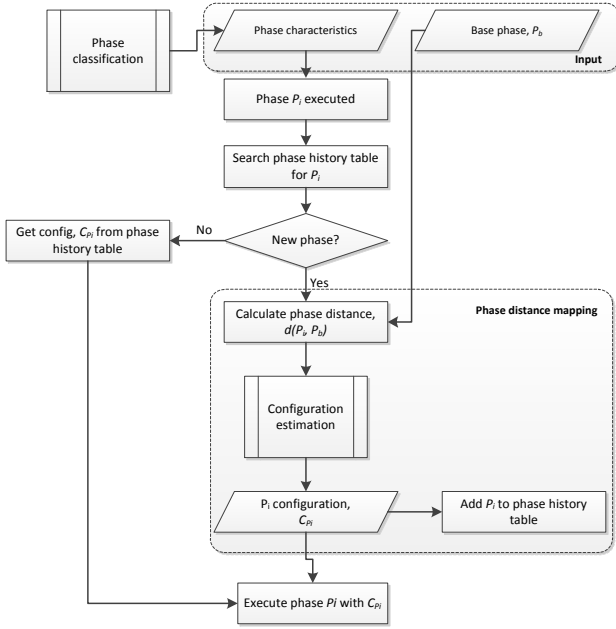 Phase
classification
Phase characteristics
Base phase, Pb
Input
Phase Pi executed
Search phase history table
for Pi
New phase?
No
Get config, CPi from phase
history table
Yes
Phase distance mapping
Calculate phase distance,
d(Pi, Pb)
Configuration
estimation
Pi configuration,
CPi
Add Pi to phase history
table
Execute phase Pi with CPi